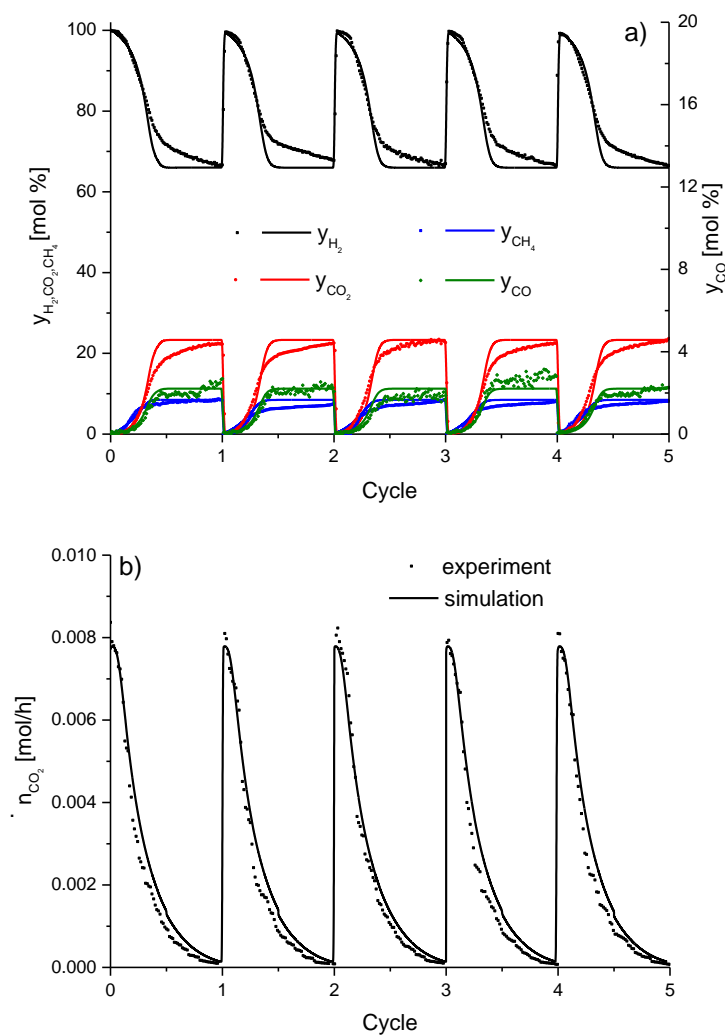 a)
100
80
60
40
20
0
20
16
12
8
4
0
y_H2,CO2,CH4 [mol %]
y_CO [mol %]
y_H2
y_CH4
y_CO2
y_CO
0 1 2 3 4 5
Cycle
b)
experiment
simulation
0.010
0.008
0.006
0.004
0.002
0.000
ṅ_CO2 [mol/h]
0 1 2 3 4 5
Cycle